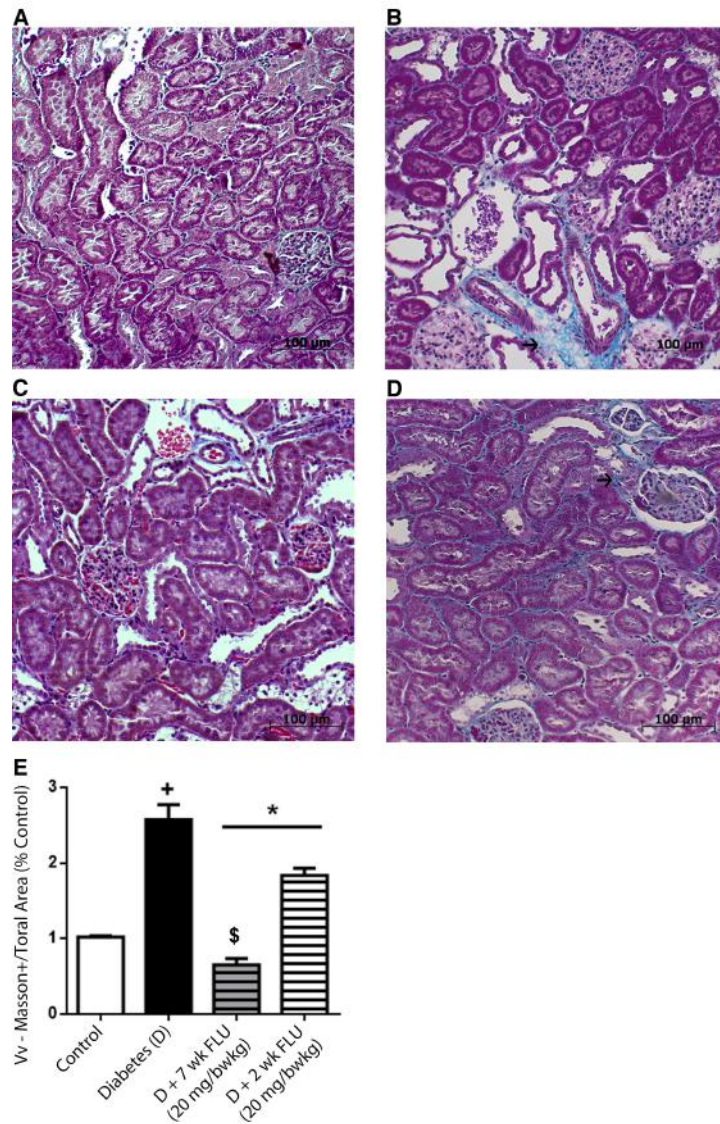 A
B
100 µm
100 µm
C
D
100 µm
100 µm
E
Vv - Masson+/Toral Area (% Control)
3
2
1
0
+
*
$
Control
Diabetes (D)
D + 7 wk FLU
(20 mg/bwkg)
D + 2 wk FLU
(20 mg/bwkg)